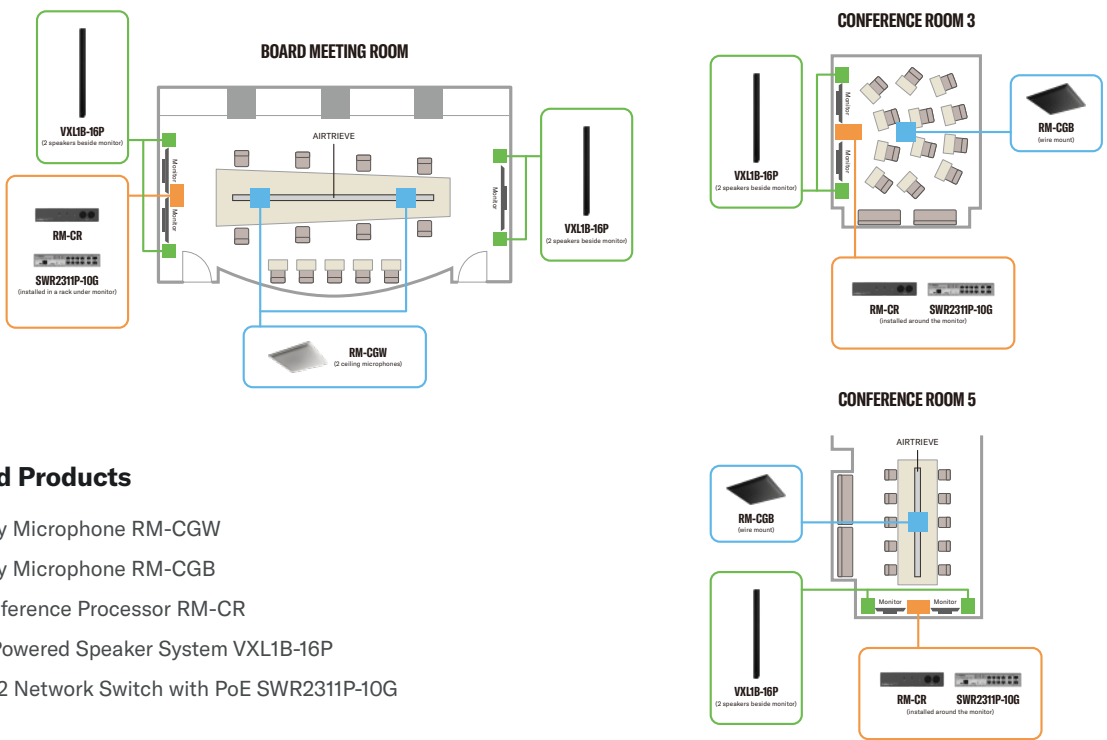 BOARD MEETING ROOM
VXL1B-16P
(2 speakers beside monitor)
RM-CR
SWR2311P-10G
(installed in a rack under monitor)
Monitor
Monitor
AIRTRIEVE
Monitor
VXL1B-16P
(2 speakers beside monitor)
RM-CGW
(2 ceiling microphones)
CONFERENCE ROOM 3
VXL1B-16P
(2 speakers beside monitor)
Monitor
Monitor
RM-CGB
(wire mount)
RM-CR
SWR2311P-10G
(installed around the monitor)
CONFERENCE ROOM 5
AIRTRIEVE
RM-CGB
(wire mount)
Monitor
Monitor
VXL1B-16P
(2 speakers beside monitor)
RM-CR
SWR2311P-10G
(installed around the monitor)
d Products
y Microphone RM-CGW
y Microphone RM-CGB
ference Processor RM-CR
Powered Speaker System VXL1B-16P
2 Network Switch with PoE SWR2311P-10G